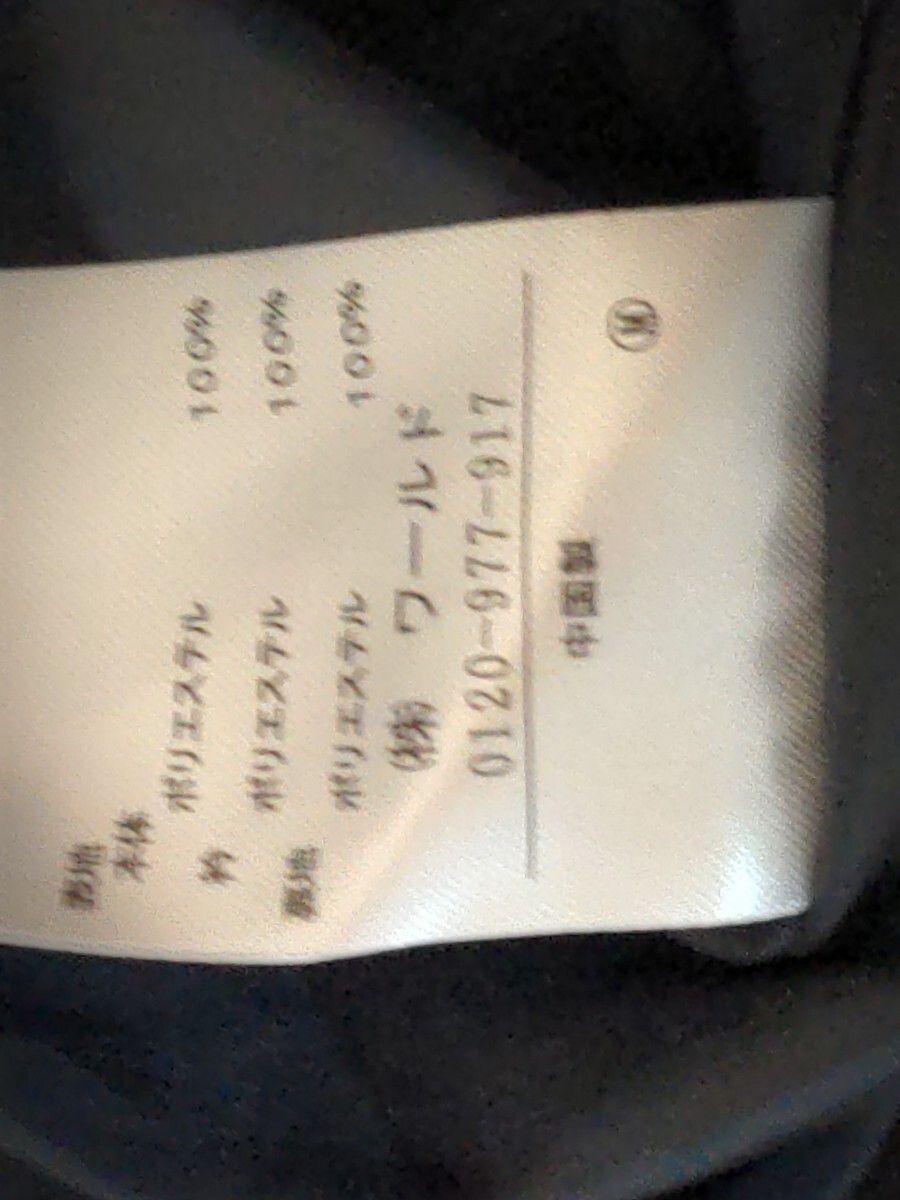 表地
本体
ポリエステル 100%
衿
ポリエステル 100%
裏地
ポリエステル 100%
(株) ワールド
0120-977-917
中国製
Ⓜ